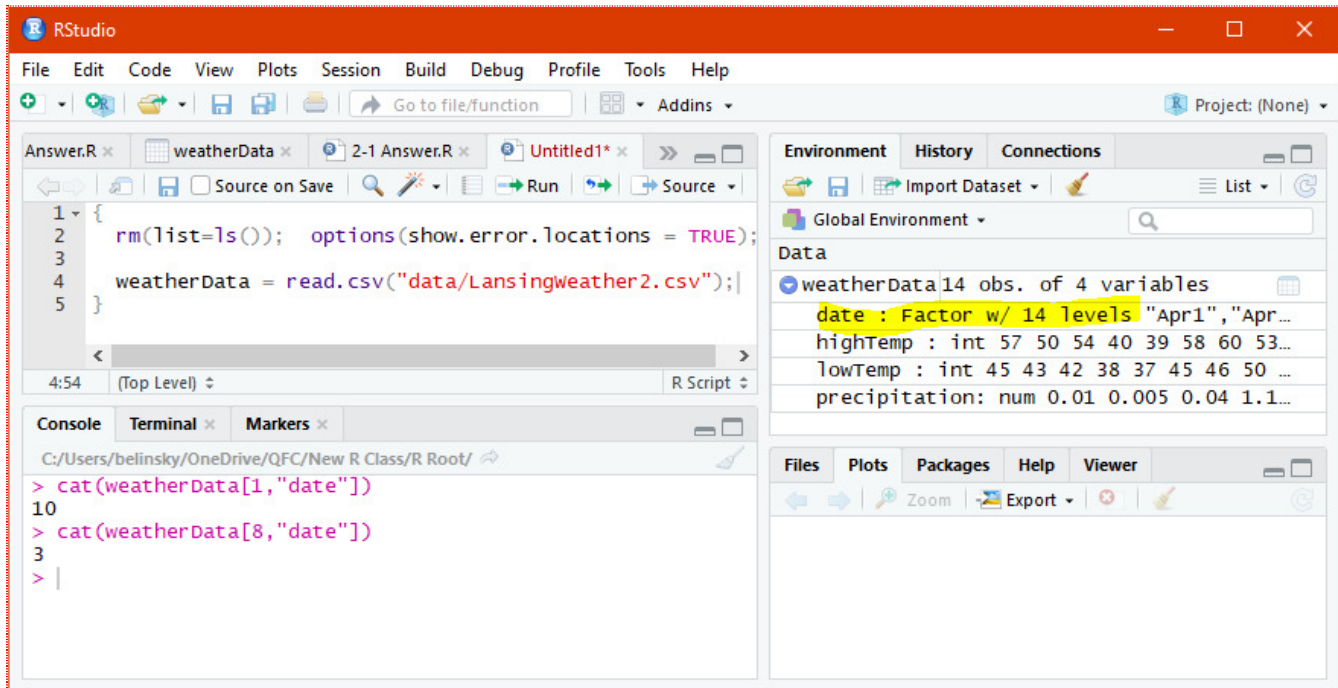 RStudio
File Edit Code View Plots Session Build Debug Profile Tools Help
Go to file/function Addins Project: (None)
Answer.R weatherData 2-1 Answer.R Untitled1*
Source on Save Run Source
1 {
2 rm(list=ls()); options(show.error.locations = TRUE);
3
4 weatherData = read.csv("data/LansingWeather2.csv");
5 }
4:54 (Top Level) R Script
Console Terminal Markers
C:/Users/belinsky/OneDrive/QFC/New R Class/R Root/
> cat(weatherData[1,"date"])
10
> cat(weatherData[8,"date"])
3
>
Environment History Connections
Import Dataset List
Global Environment
Data
weatherData 14 obs. of 4 variables
date : Factor w/ 14 levels "Apr1","Apr…
highTemp : int 57 50 54 40 39 58 60 53…
lowTemp : int 45 43 42 38 37 45 46 50 …
precipitation: num 0.01 0.005 0.04 1.1…
Files Plots Packages Help Viewer
Zoom Export